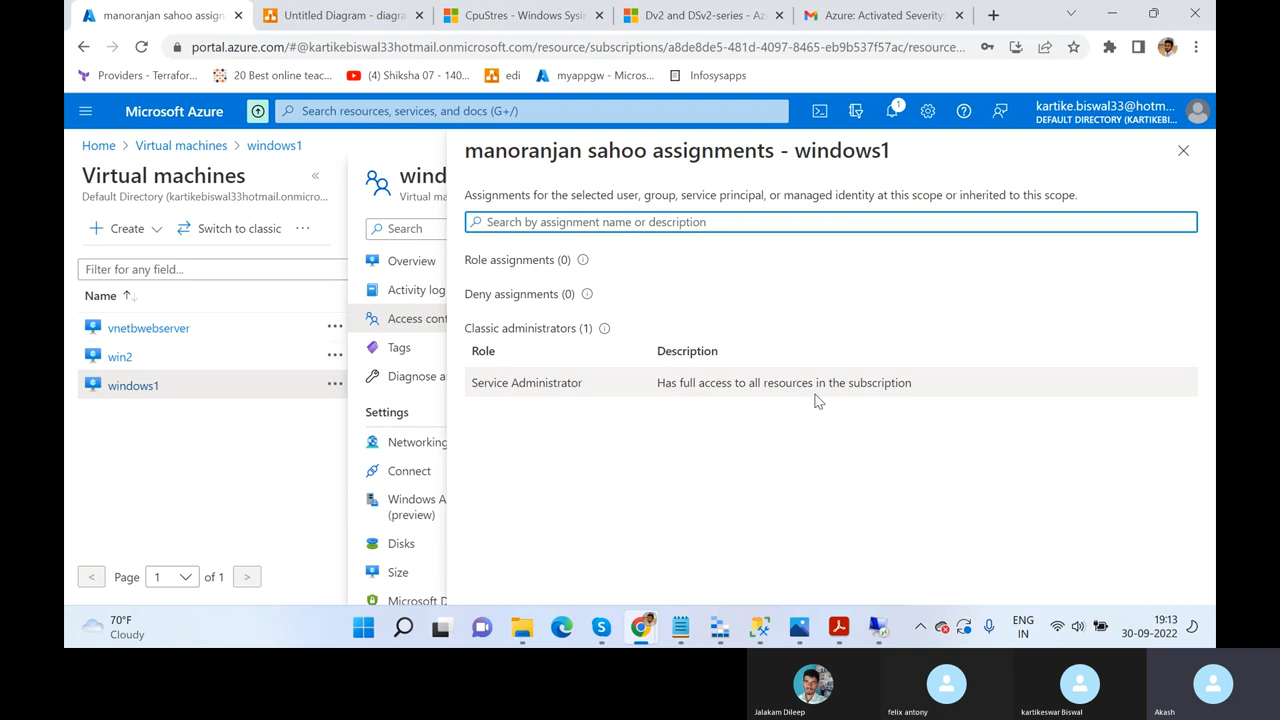 manoranjan sahoo assign
Untitled Diagram - diagra
CpuStres - Windows Sysin
Dv2 and DSv2-series - Az
Azure: Activated Severity:
portal.azure.com/#@kartikebiswal33hotmail.onmicrosoft.com/resource/subscriptions/a8de8de5-481d-4097-8465-eb9b537f57ae/resource...
Providers - Terrafor...
20 Best online teac...
(4) Shiksha 07 - 140...
edi
myappgw - Micros...
Infosysapps
Microsoft Azure
Search resources, services, and docs (G+/)
1
kartike.biswal33@hotm...
DEFAULT DIRECTORY (KARTIKEBI...
Home > Virtual machines > windows1
Virtual machines
«
Default Directory (kartikebiswal33hotmail.onmicro...
+ Create
Switch to classic
...
Filter for any field...
Name ↑↓
vnetbwebserver
...
win2
...
windows1
...
< Page 1 of 1 >
wind
Virtual ma
Search
Overview
Activity log
Access cont
Tags
Diagnose a
Settings
Networking
Connect
Windows A
(preview)
Disks
Size
Microsoft D
manoranjan sahoo assignments - windows1
Assignments for the selected user, group, service principal, or managed identity at this scope or inherited to this scope.
Search by assignment name or description
Role assignments (0)
Deny assignments (0)
Classic administrators (1)
Role
Description
Service Administrator
Has full access to all resources in the subscription
70°F
Cloudy
ENG
IN
19:13
30-09-2022
Jalakam Dileep
felix antony
kartikeswar Biswal
Akash